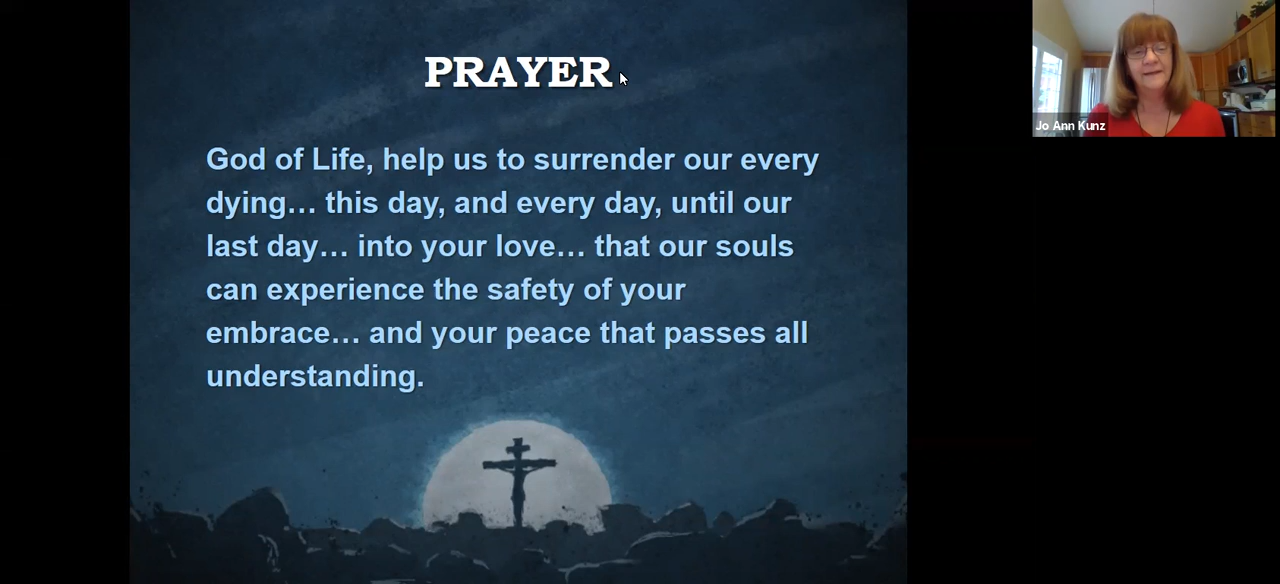 PRAYER
God of Life, help us to surrender our every
dying… this day, and every day, until our
last day… into your love… that our souls
can experience the safety of your
embrace… and your peace that passes all
understanding.
Jo Ann Kunz